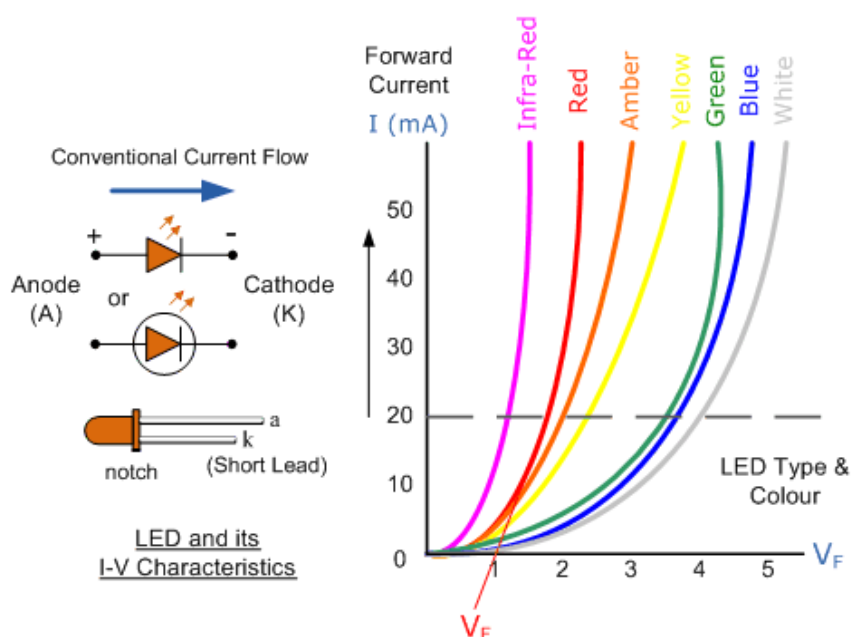 Conventional Current Flow
+
-
Anode
(A)
or
Cathode
(K)
a
k
notch
(Short Lead)
LED and its
I-V Characteristics
Forward
Current
I (mA)
Infra-Red
Red
Amber
Yellow
Green
Blue
White
50
40
30
20
10
0
LED Type &
Colour
1
2
3
4
5
VF
VF